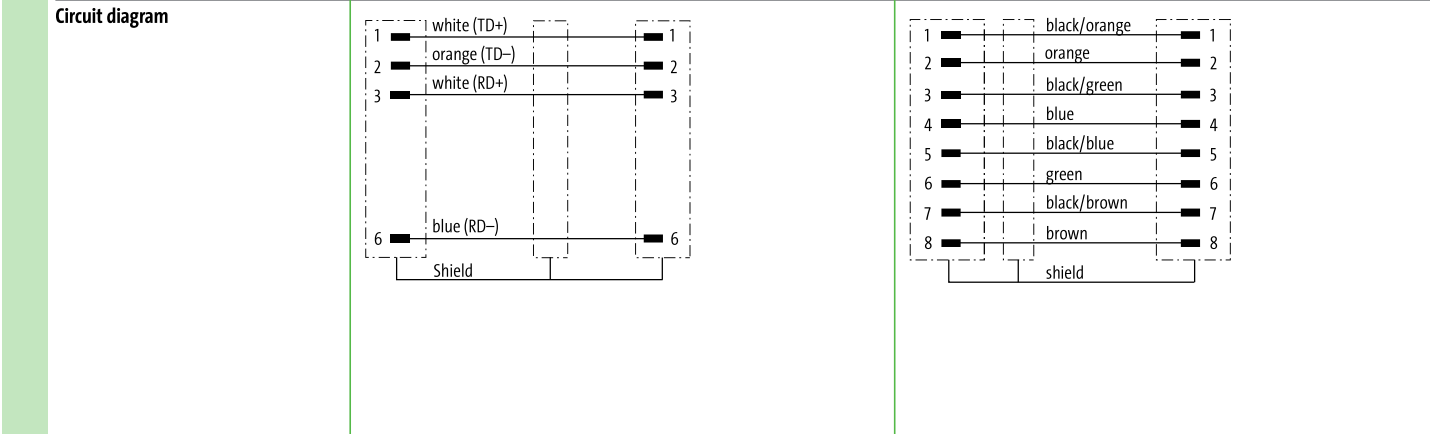 Circuit diagram
white (TD+)
1 1
orange (TD–)
2 2
white (RD+)
3 3
blue (RD–)
6 6
Shield
black/orange
1 1
orange
2 2
black/green
3 3
blue
4 4
black/blue
5 5
green
6 6
black/brown
7 7
brown
8 8
shield